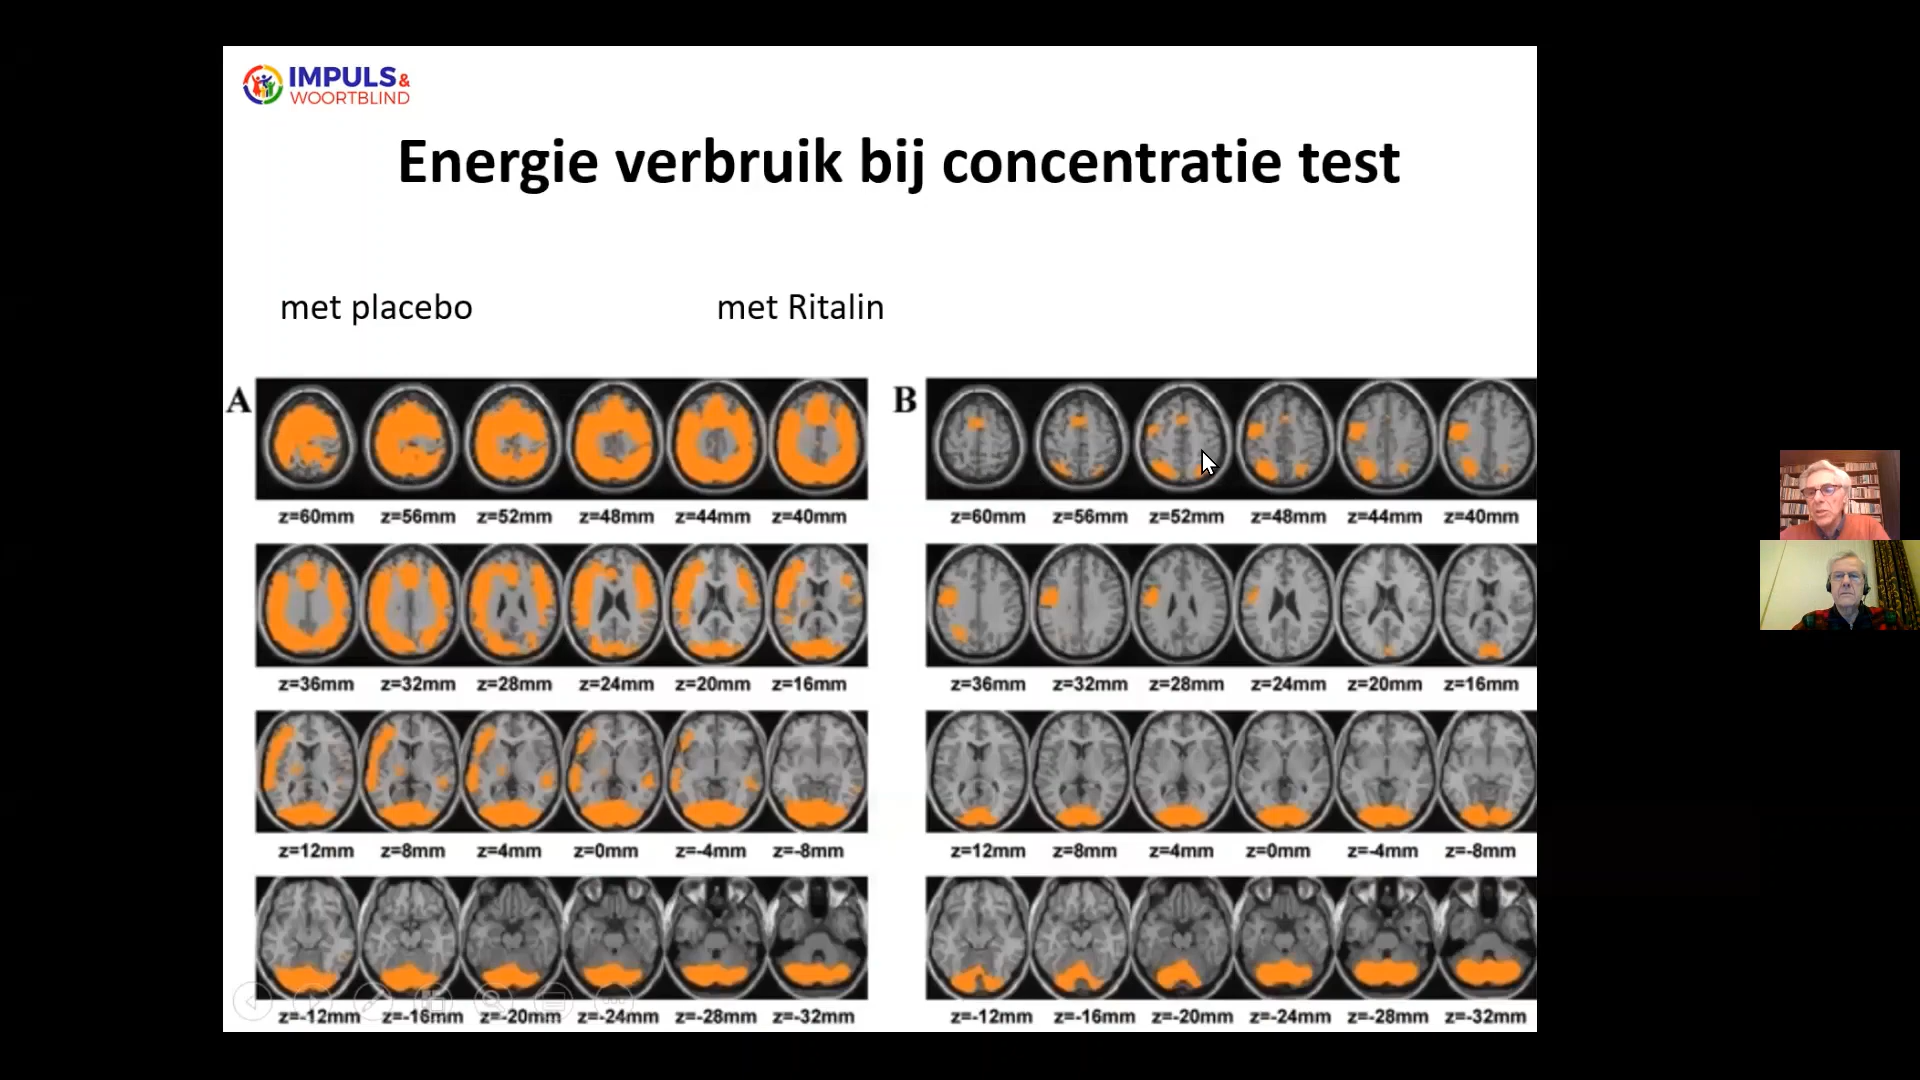 IMPULS&
WOORTBLIND
Energie verbruik bij concentratie test
met placebo
met Ritalin
A
z=60mm z=56mm z=52mm z=48mm z=44mm z=40mm
z=36mm z=32mm z=28mm z=24mm z=20mm z=16mm
z=12mm z=8mm z=4mm z=0mm z=-4mm z=-8mm
z=-12mm z=-16mm z=-20mm z=-24mm z=-28mm z=-32mm
B
z=60mm z=56mm z=52mm z=48mm z=44mm z=40mm
z=36mm z=32mm z=28mm z=24mm z=20mm z=16mm
z=12mm z=8mm z=4mm z=0mm z=-4mm z=-8mm
z=-12mm z=-16mm z=-20mm z=-24mm z=-28mm z=-32mm